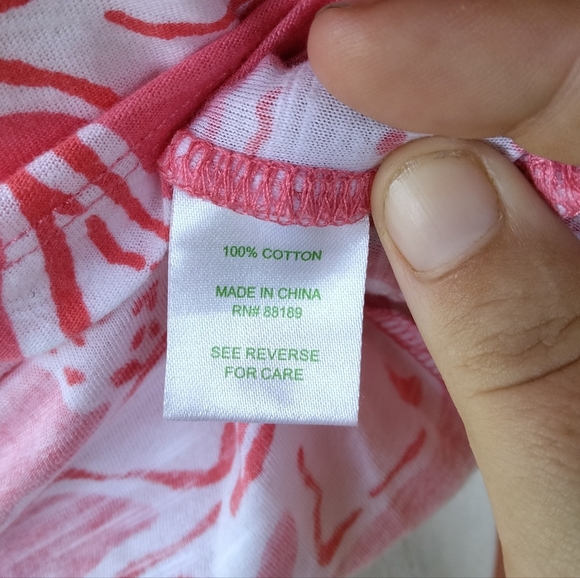 100% COTTON
MADE IN CHINA
RN# 88189
SEE REVERSE
FOR CARE